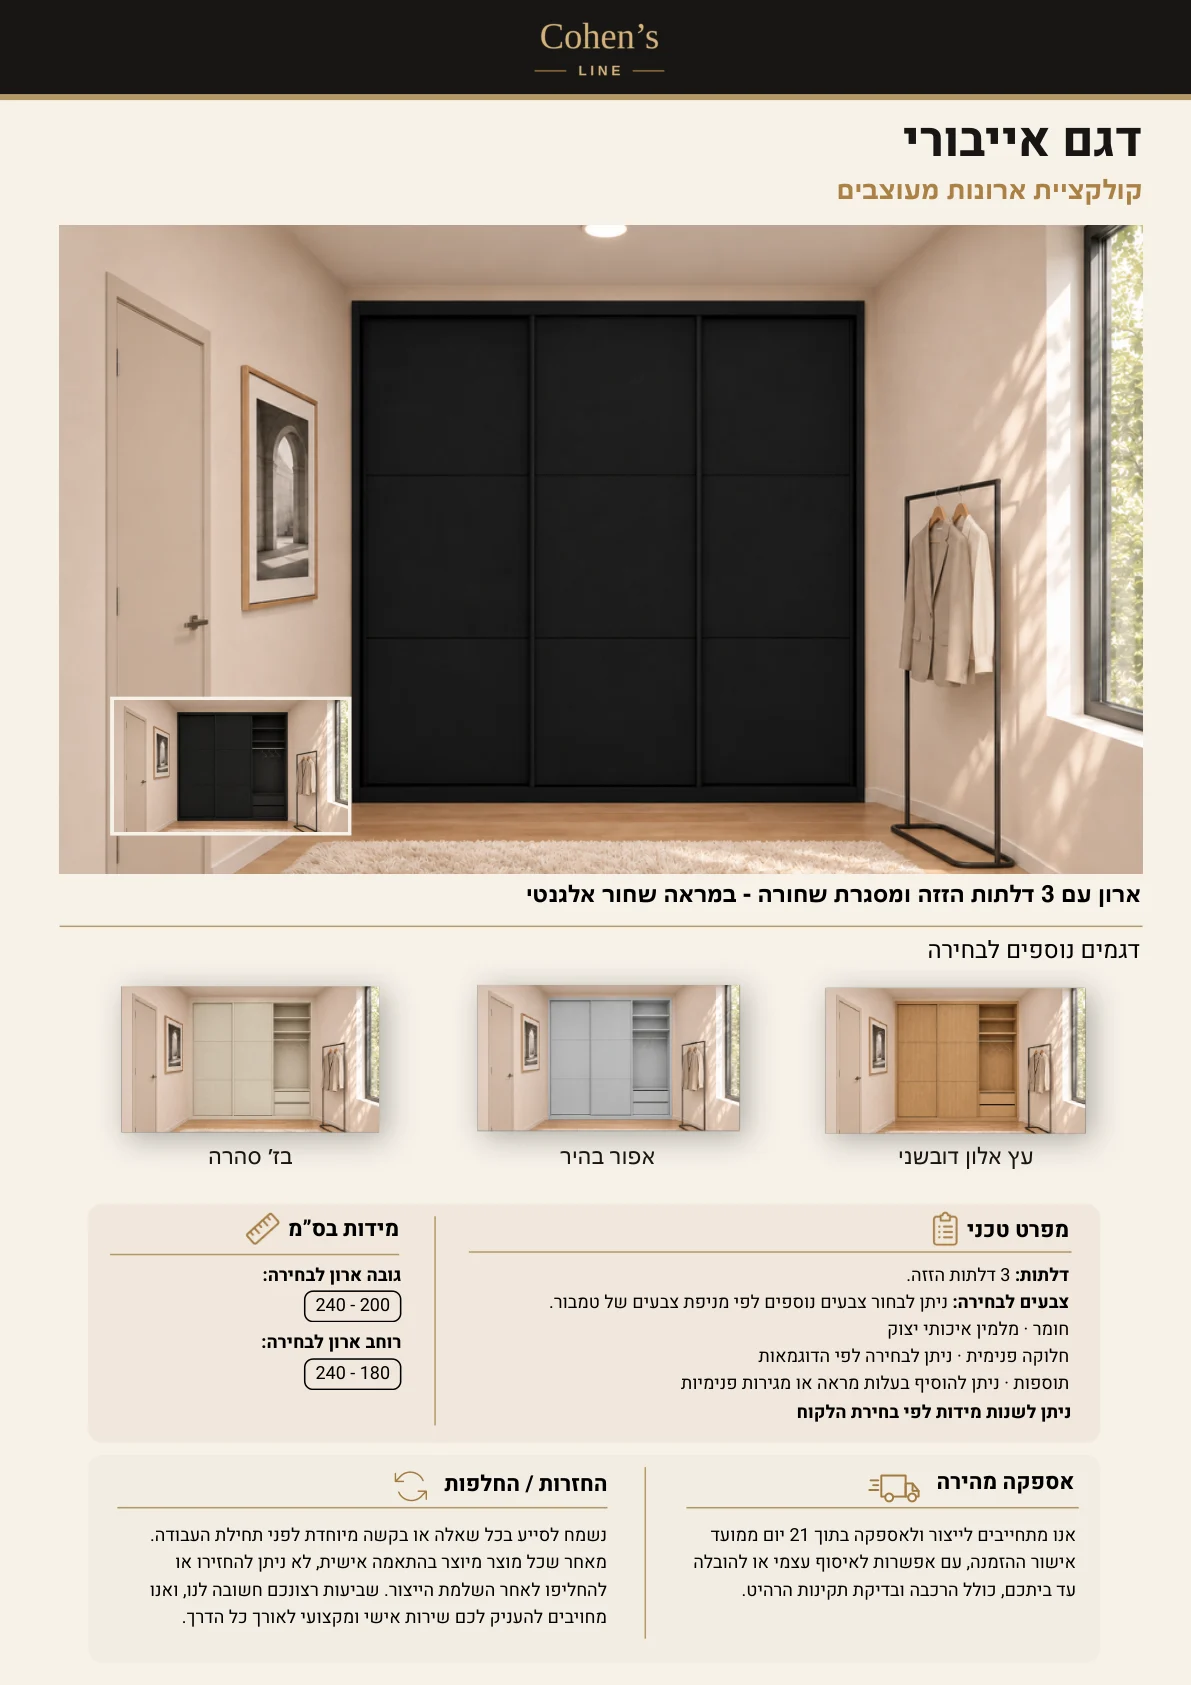 Cohen’s
LINE
דגם אייבורי
קולקציית ארונות מעוצבים
ארון עם 3 דלתות הזזה ומסגרת שחורה - במראה שחור אלגנטי
דגמים נוספים לבחירה
עץ אלון דובשני
אפור בהיר
בז׳ סהרה
מפרט טכני
דלתות: 3 דלתות הזזה.
צבעים לבחירה: ניתן לבחור צבעים נוספים לפי מניפת צבעים של טמבור.
חומר · מלמין איכותי יצוק
חלוקה פנימית · ניתן לבחירה לפי הדוגמאות
תוספות · ניתן להוסיף בעלות מראה או מגירות פנימיות
ניתן לשנות מידות לפי בחירת הלקוח
מידות בס״מ
גובה ארון לבחירה:
200 - 240
רוחב ארון לבחירה:
180 - 240
אספקה מהירה
אנו מתחייבים לייצור ולאספקה בתוך 21 יום ממועד
אישור ההזמנה, עם אפשרות לאיסוף עצמי או להובלה
עד ביתכם, כולל הרכבה ובדיקת תקינות הרהיט.
החזרות / החלפות
נשמח לסייע בכל שאלה או בקשה מיוחדת לפני תחילת העבודה.
מאחר שכל מוצר מיוצר בהתאמה אישית, לא ניתן להחזירו או
להחליפו לאחר השלמת הייצור. שביעות רצונכם חשובה לנו, ואנו
מחויבים להעניק לכם שירות אישי ומקצועי לאורך כל הדרך.